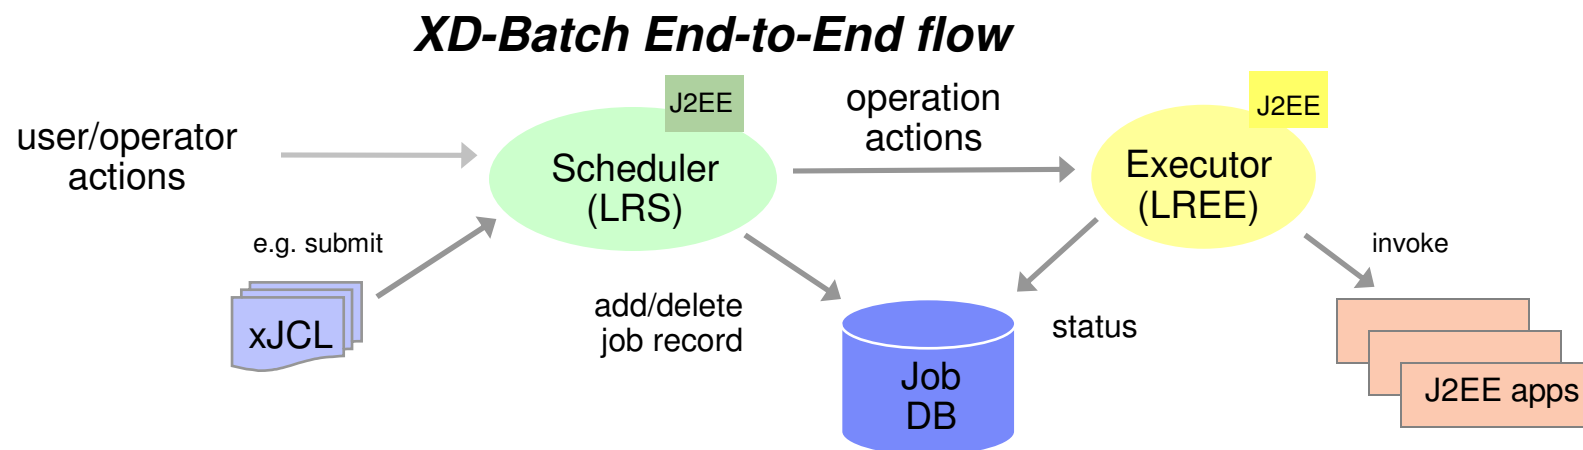 XD-Batch End-to-End flow
user/operator
actions
J2EE
Scheduler
(LRS)
operation
actions
J2EE
Executor
(LREE)
e.g. submit
xJCL
add/delete
job record
Job
DB
status
invoke
J2EE apps